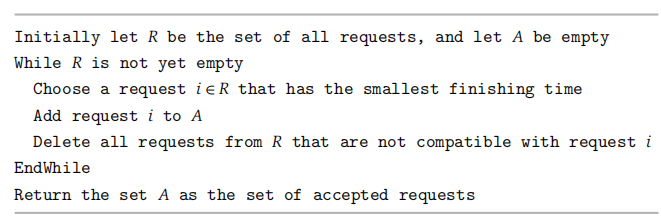 Initially let R be the set of all requests, and let A be empty
While R is not yet empty
Choose a request i ∈ R that has the smallest finishing time
Add request i to A
Delete all requests from R that are not compatible with request i
EndWhile
Return the set A as the set of accepted requests